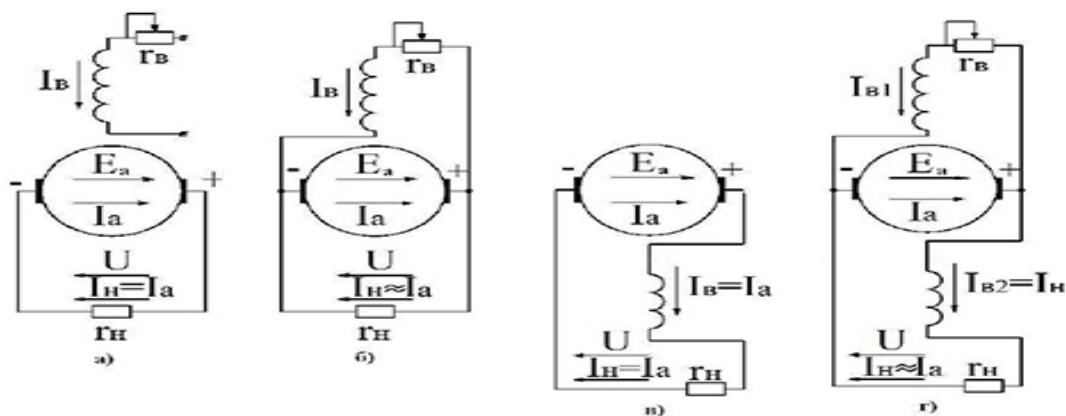 rв
Iв
-
+
Eа
Iа
U
Iн=Iа
rн
а)
rв
Iв
-
+
Eа
Iа
U
Iн≈Iа
rн
б)
-
+
Eа
Iа
Iв=Iа
U
Iн=Iа
rн
в)
rв
Iв1
-
+
Eа
Iа
Iв2=Iн
U
Iн≈Iа
rн
г)